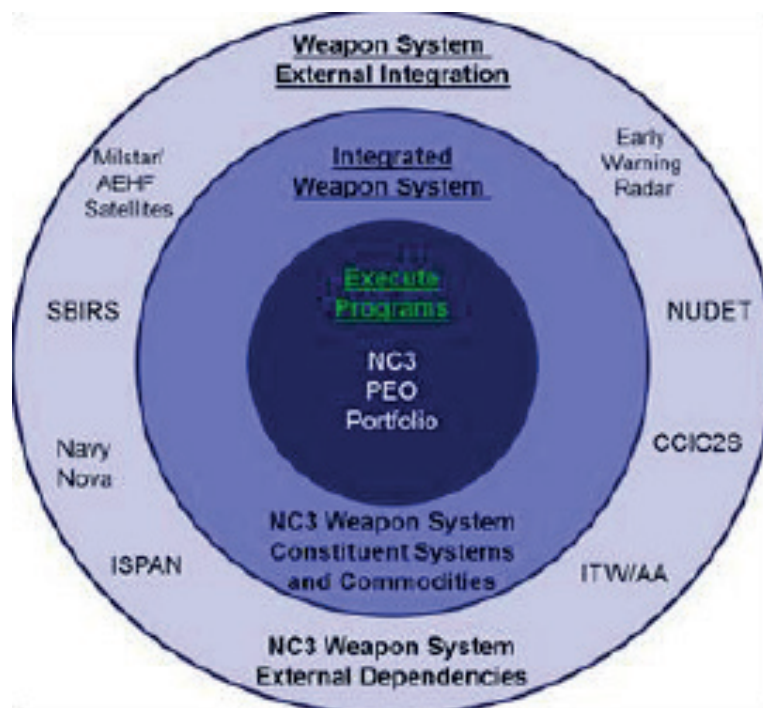 Weapon System
External Integration
Milstar/
AEHF
Satellites
Integrated
Weapon System
Early
Warning
Radar
Execute
Programs
SBIRS
NUDET
NC3
PEO
Portfolio
Navy
Nova
CCIC2S
NC3 Weapon System
Constituent Systems
and Commodities
ISPAN
ITW/AA
NC3 Weapon System
External Dependencies